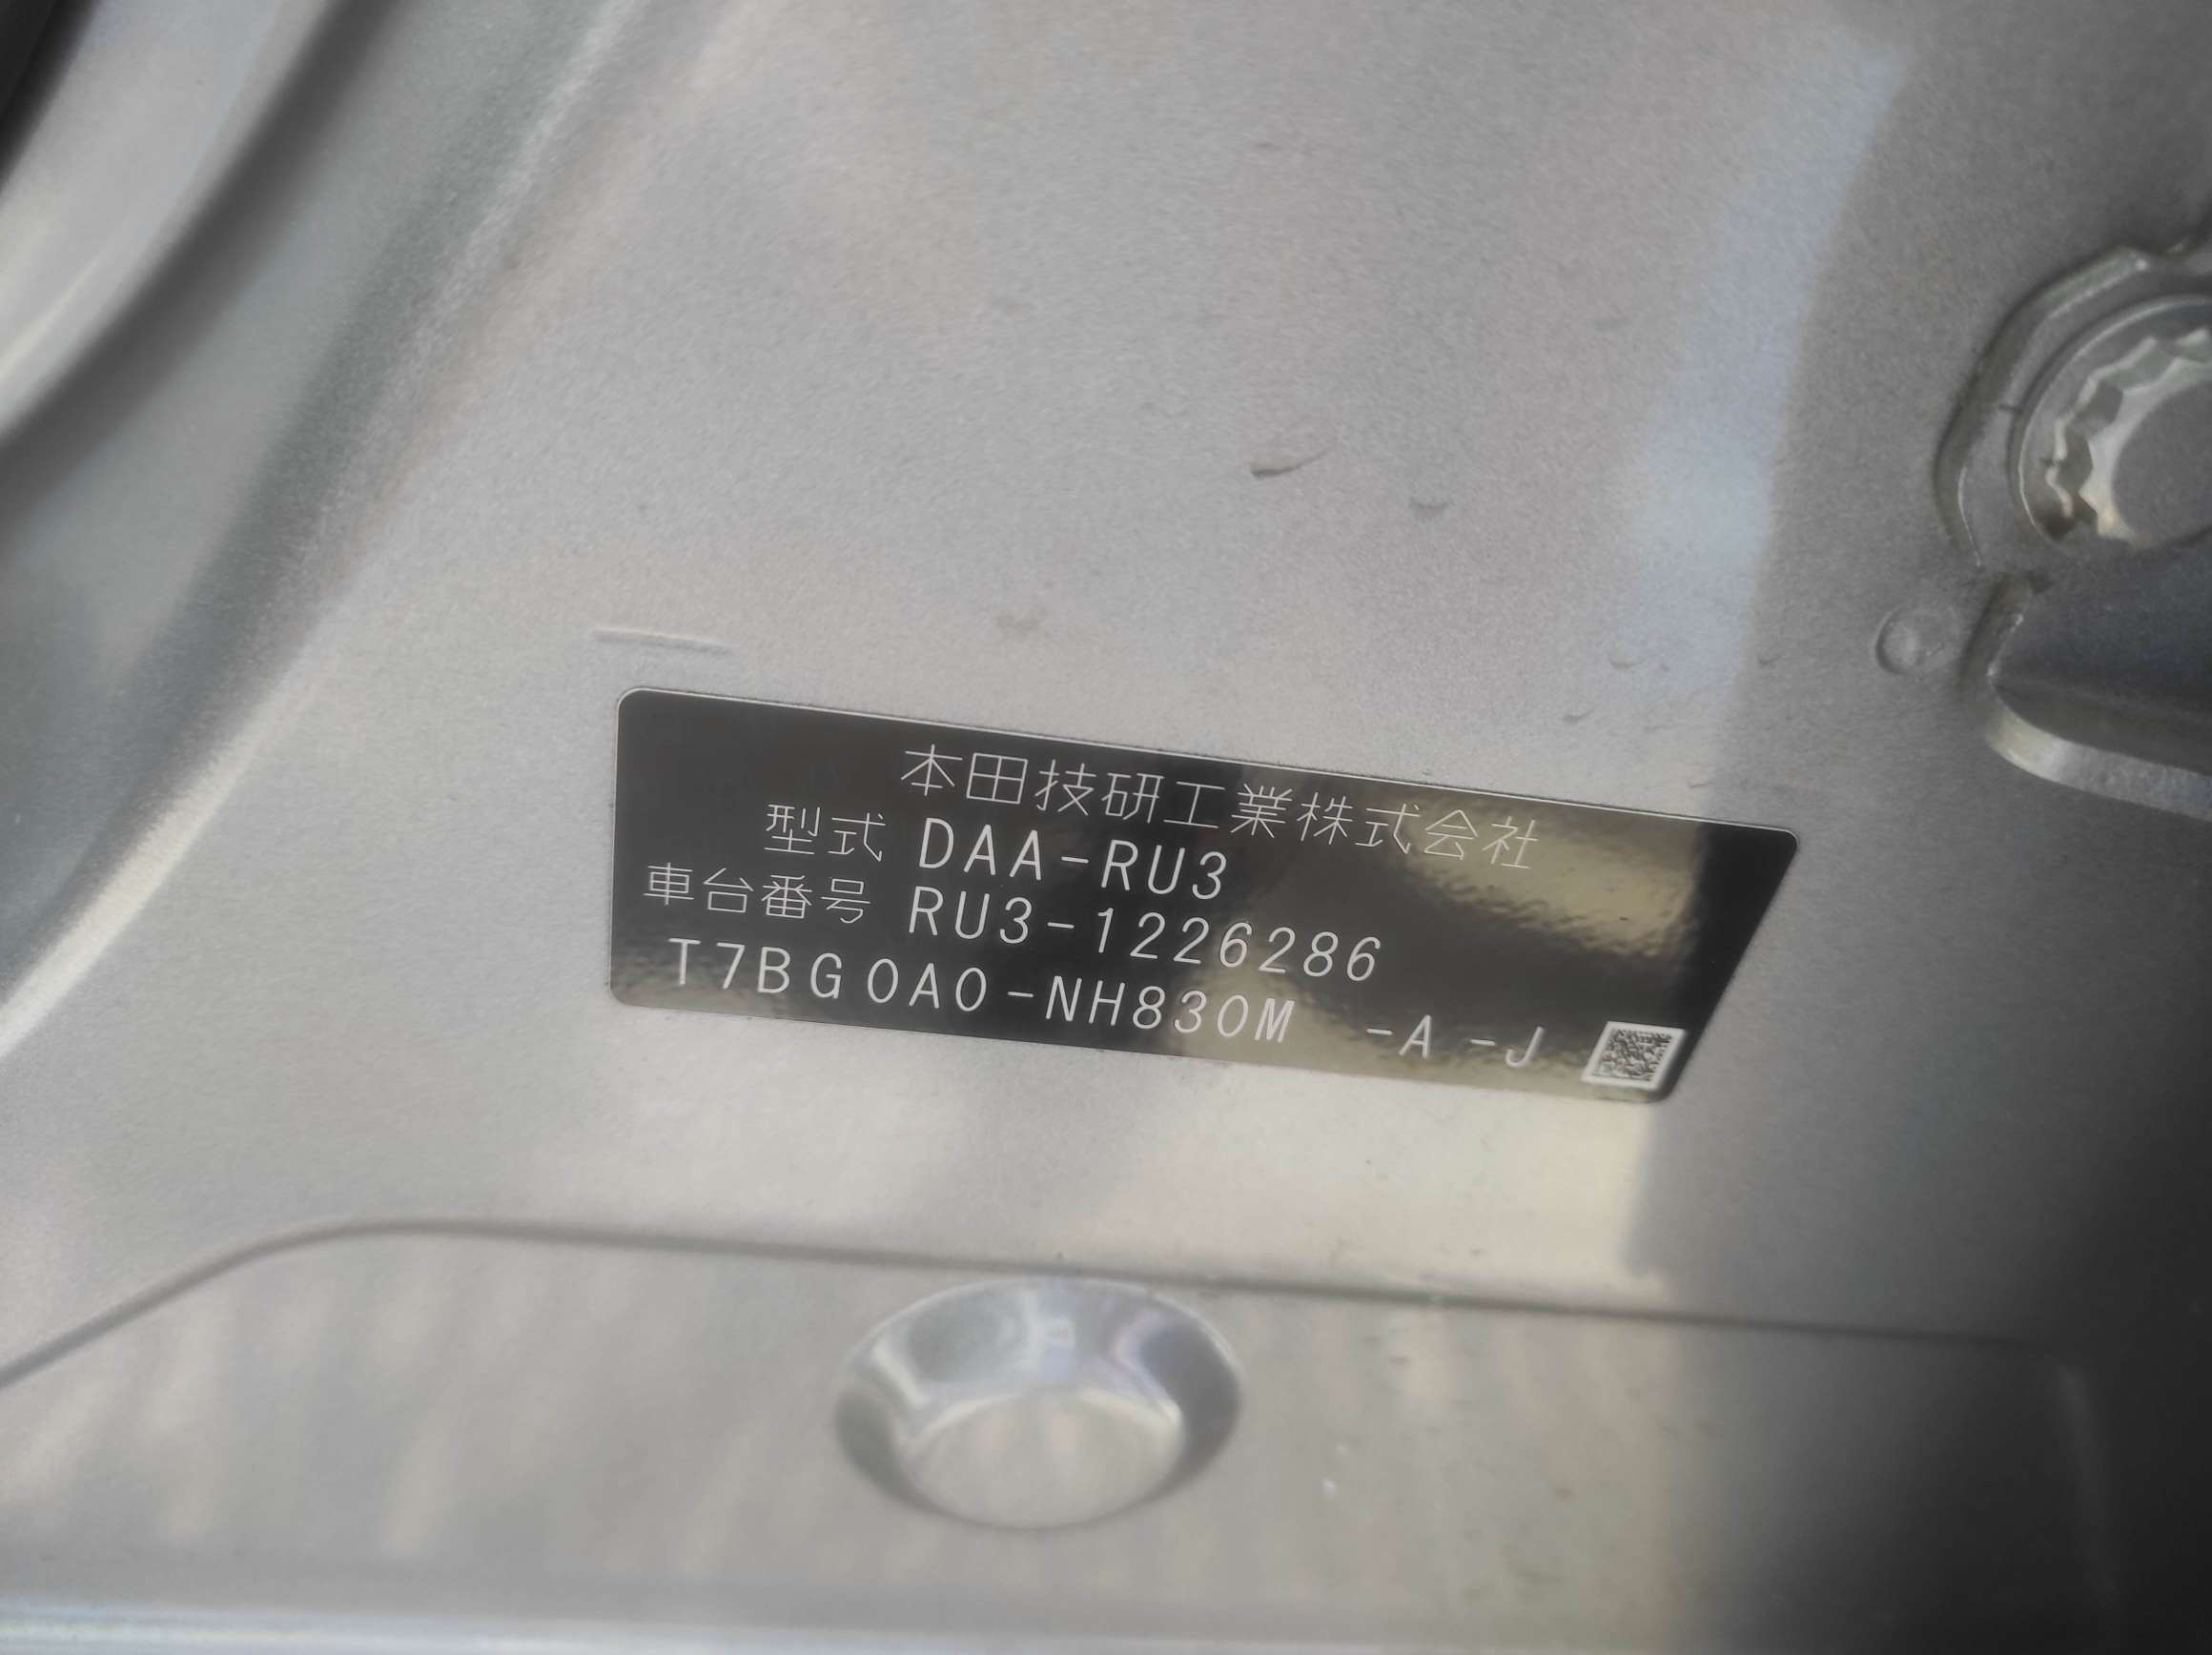 本田技研工業株式会社
型式 DAA-RU3
車台番号 RU3-1226286
T7BG0A0-NH830M -A -J